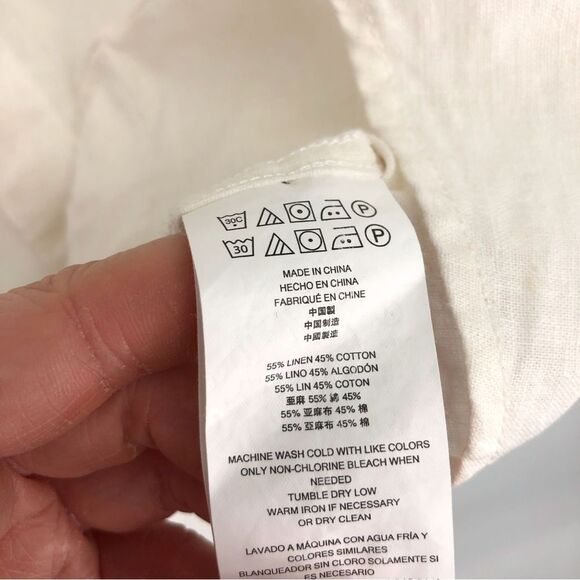 30C P
30 P
MADE IN CHINA
HECHO EN CHINA
FABRIQUÉ EN CHINE
中国製
中国制造
中國製造
55% LINEN 45% COTTON
55% LINO 45% ALGODÓN
55% LIN 45% COTON
亜麻 55% 綿 45%
55% 亚麻布 45% 棉
55% 亞麻布 45% 棉
MACHINE WASH COLD WITH LIKE COLORS
ONLY NON-CHLORINE BLEACH WHEN
NEEDED
TUMBLE DRY LOW
WARM IRON IF NECESSARY
OR DRY CLEAN
LAVADO A MÁQUINA CON AGUA FRÍA Y
COLORES SIMILARES
BLANQUEADOR SIN CLORO SOLAMENTE SI
ES NECESARIO